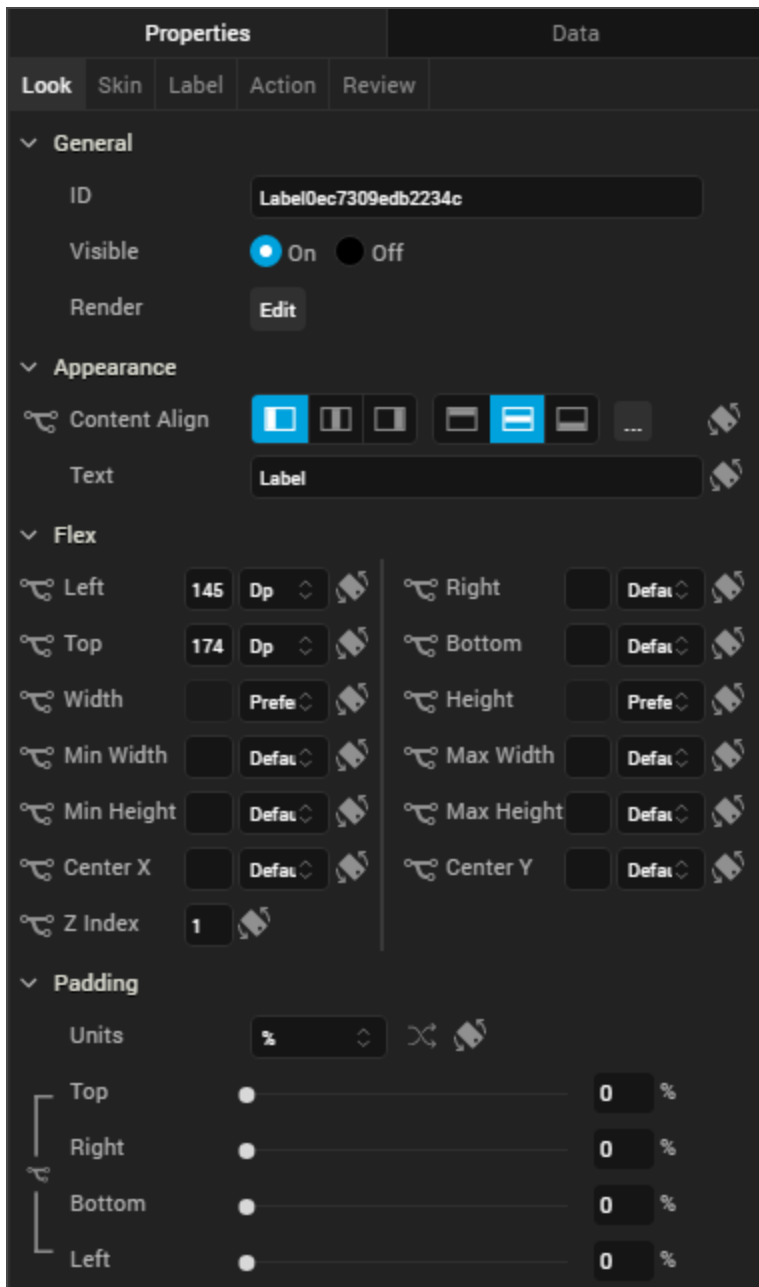 Properties Data
Look Skin Label Action Review
General
ID Label0ec7309edb2234c
Visible On Off
Render Edit
Appearance
Content Align ...
Text Label
Flex
Left 145 Dp Right Defau
Top 174 Dp Bottom Defau
Width Prefe Height Prefe
Min Width Defau Max Width Defau
Min Height Defau Max Height Defau
Center X Defau Center Y Defau
Z Index 1
Padding
Units %
Top 0 %
Right 0 %
Bottom 0 %
Left 0 %